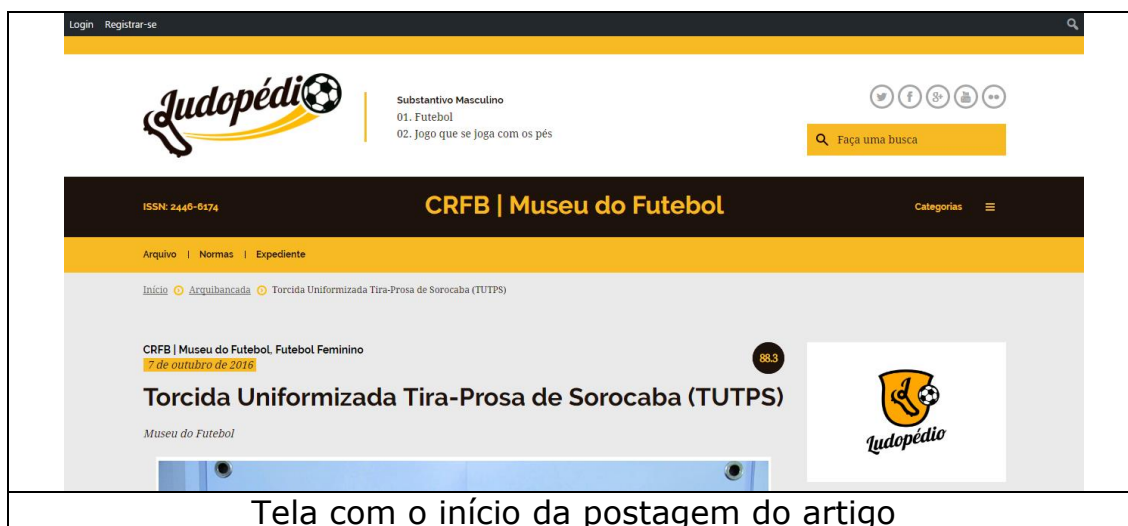 Login Registrar-se
Ludopédio
Substantivo Masculino
01. Futebol
02. Jogo que se joga com os pés
Faça uma busca
ISSN: 2446-6174
CRFB | Museu do Futebol
Categorias
Arquivo | Normas | Expediente
Início Arquibancada Torcida Uniformizada Tira-Prosa de Sorocaba (TUTPS)
CRFB | Museu do Futebol, Futebol Feminino
7 de outubro de 2016
88.3
Torcida Uniformizada Tira-Prosa de Sorocaba (TUTPS)
Museu do Futebol
Ludopédio
Tela com o início da postagem do artigo